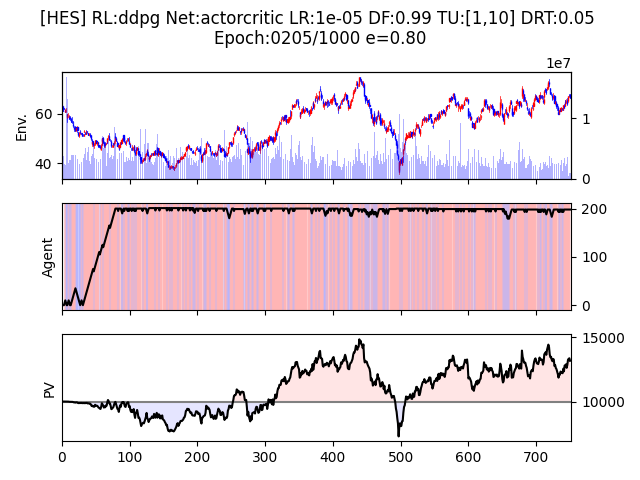 [HES] RL:ddpg Net:actorcritic LR:1e-05 DF:0.99 TU:[1,10] DRT:0.05
Epoch:0205/1000 e=0.80
1e7
Env.
60
40
1
0
Agent
200
100
0
PV
15000
10000
0 100 200 300 400 500 600 700